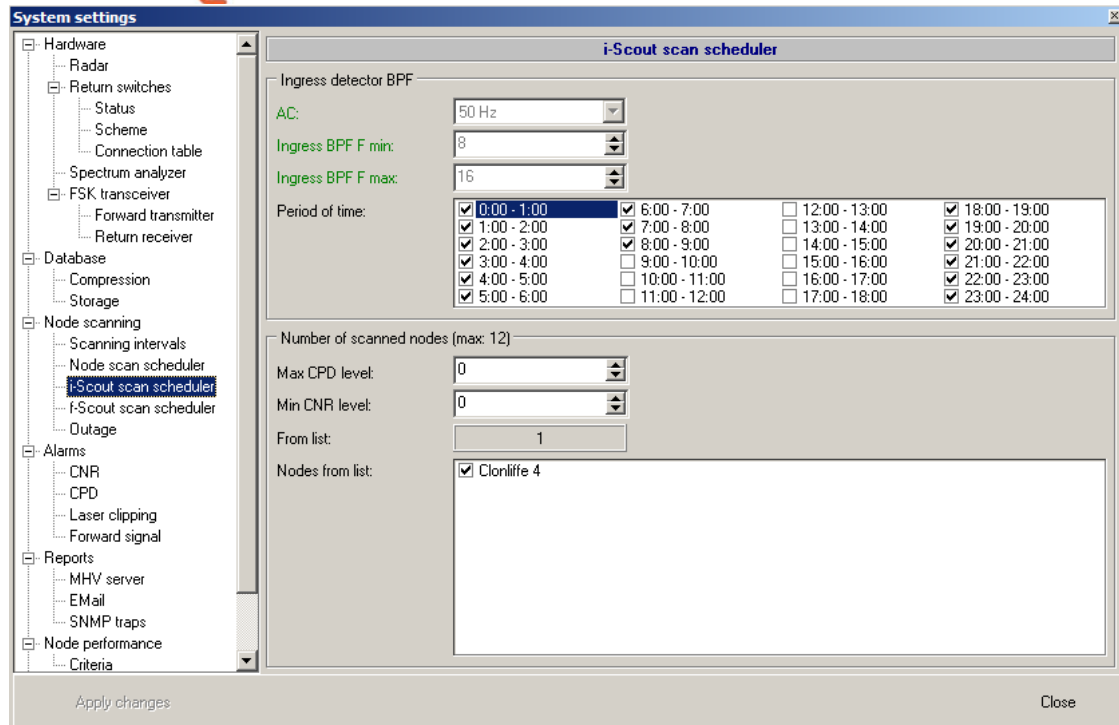 System settings
Hardware
Radar
Return switches
Status
Scheme
Connection table
Spectrum analyzer
FSK transceiver
Forward transmitter
Return receiver
Database
Compression
Storage
Node scanning
Scanning intervals
Node scan scheduler
i-Scout scan scheduler
f-Scout scan scheduler
Outage
Alarms
CNR
CPD
Laser clipping
Forward signal
Reports
MHV server
EMail
SNMP traps
Node performance
Criteria
i-Scout scan scheduler
Ingress detector BPF
AC: 50 Hz
Ingress BPF F min: 8
Ingress BPF F max: 16
Period of time:
0:00 - 1:00 6:00 - 7:00 12:00 - 13:00 18:00 - 19:00
1:00 - 2:00 7:00 - 8:00 13:00 - 14:00 19:00 - 20:00
2:00 - 3:00 8:00 - 9:00 14:00 - 15:00 20:00 - 21:00
3:00 - 4:00 9:00 - 10:00 15:00 - 16:00 21:00 - 22:00
4:00 - 5:00 10:00 - 11:00 16:00 - 17:00 22:00 - 23:00
5:00 - 6:00 11:00 - 12:00 17:00 - 18:00 23:00 - 24:00
Number of scanned nodes (max: 12)
Max CPD level: 0
Min CNR level: 0
From list: 1
Nodes from list: Clonliffe 4
Apply changes
Close